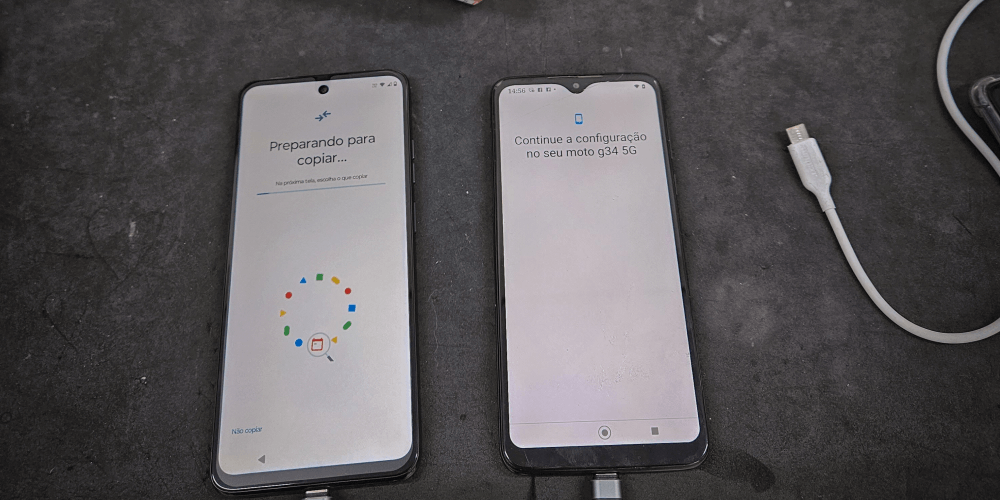 Preparando para
copiar...
Na próxima tela, escolha o que copiar
Não copiar
14:56
Continue a configuração
no seu moto g34 5G